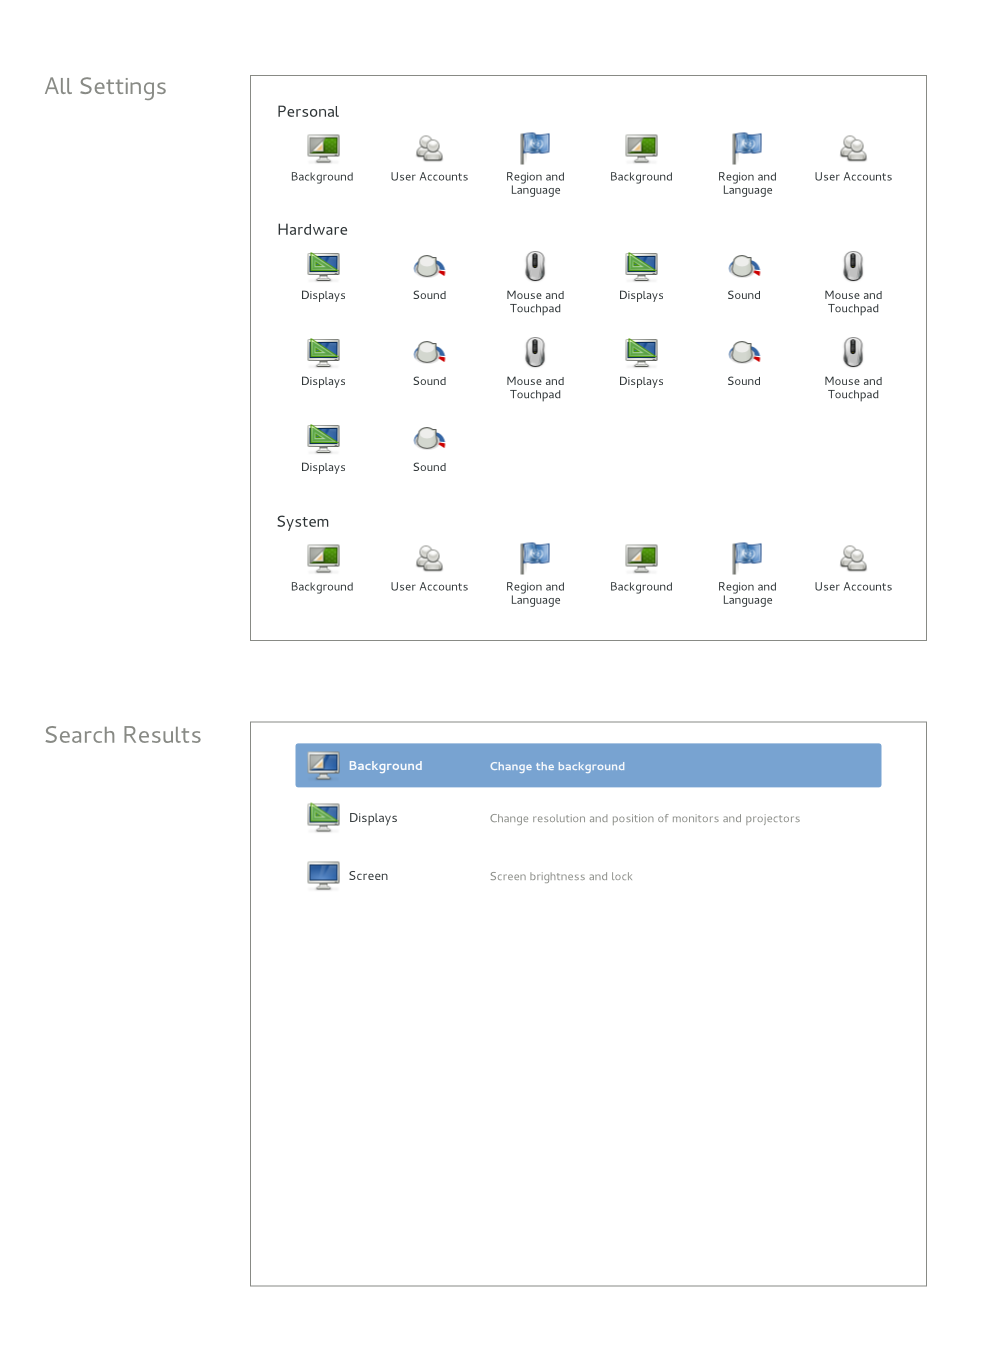 All Settings
Personal
Background User Accounts Region and Background Region and User Accounts
Language Language
Hardware
Displays Sound Mouse and Displays Sound Mouse and
Touchpad Touchpad
Displays Sound Mouse and Displays Sound Mouse and
Touchpad Touchpad
Displays Sound
System
Background User Accounts Region and Background Region and User Accounts
Language Language
Search Results
Background Change the background
Displays Change resolution and position of monitors and projectors
Screen Screen brightness and lock